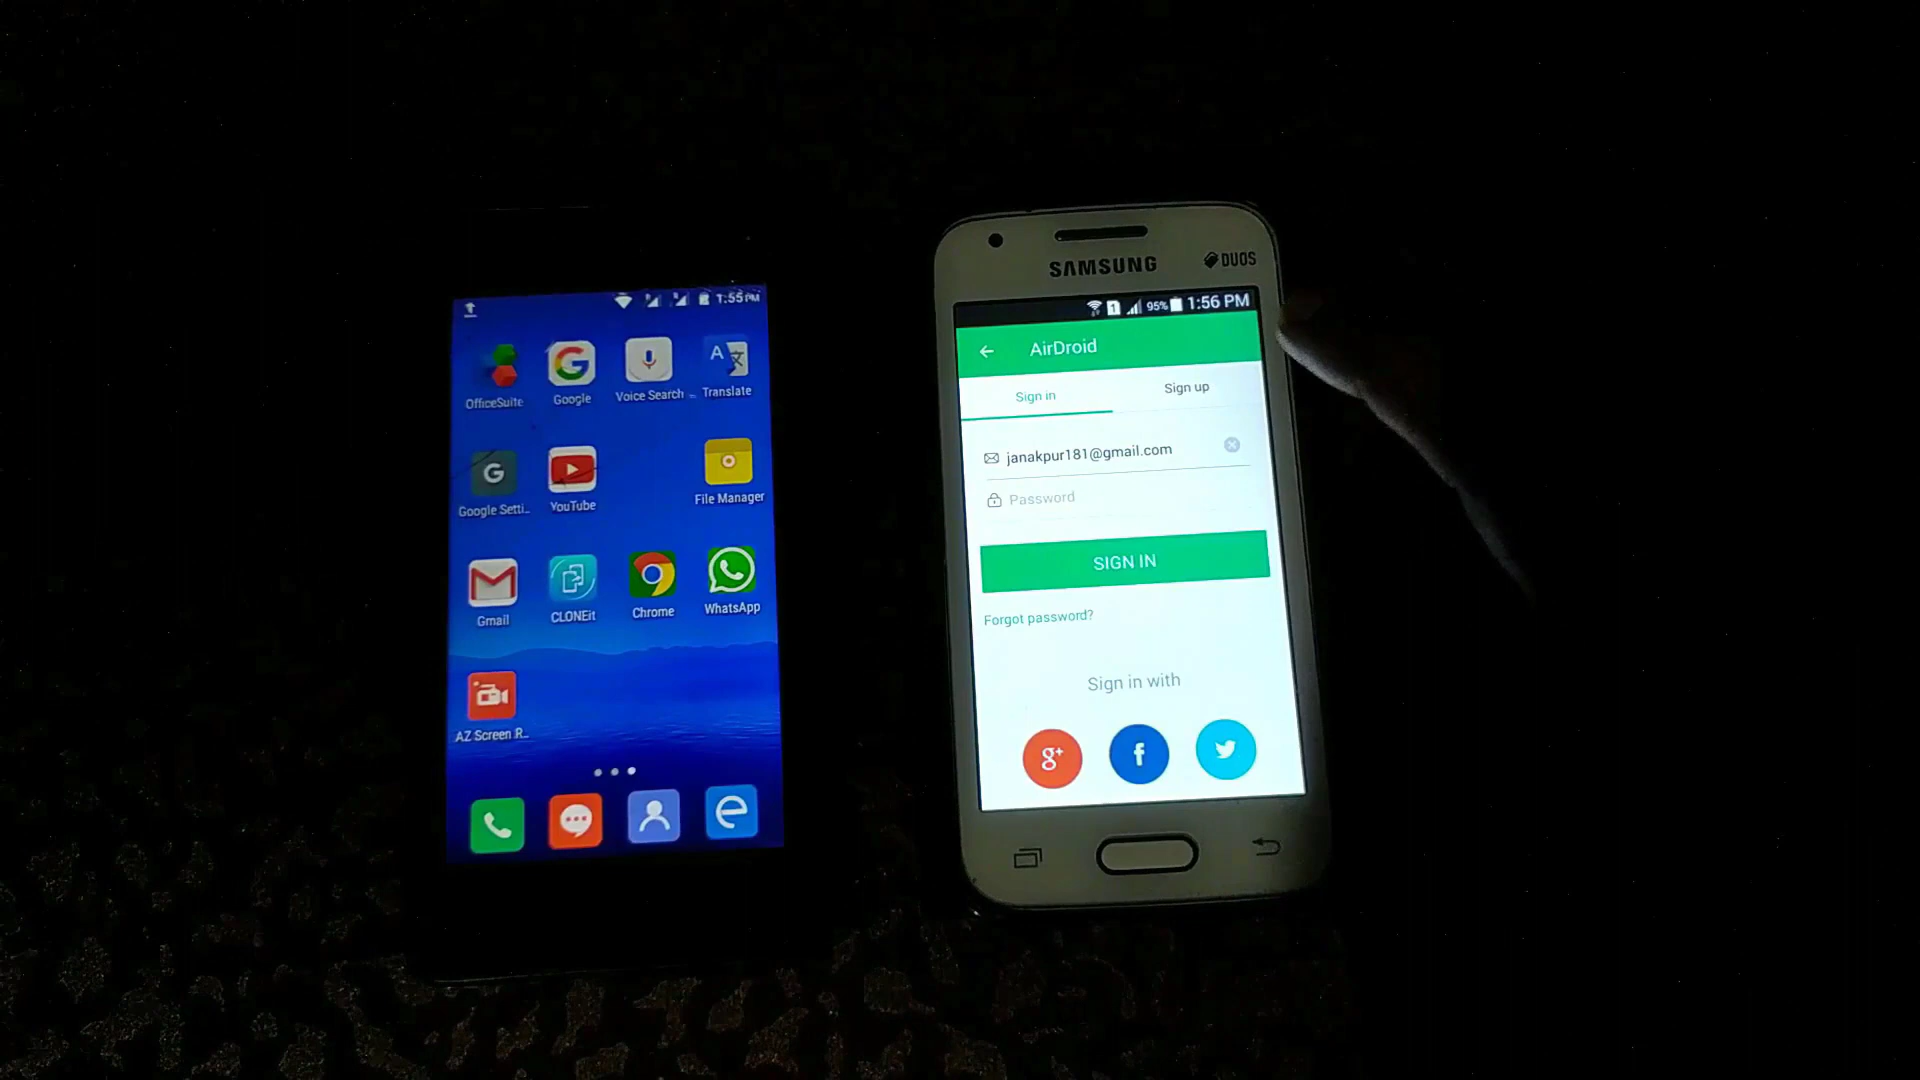 1:55 PM
OfficeSuite
Google
Voice Search
Translate
Google Setti..
YouTube
File Manager
Gmail
CLONEit
Chrome
WhatsApp
AZ Screen R..
SAMSUNG
DUOS
1 95% 1:56 PM
AirDroid
Sign in
Sign up
janakpur181@gmail.com
Password
SIGN IN
Forgot password?
Sign in with
g+
f